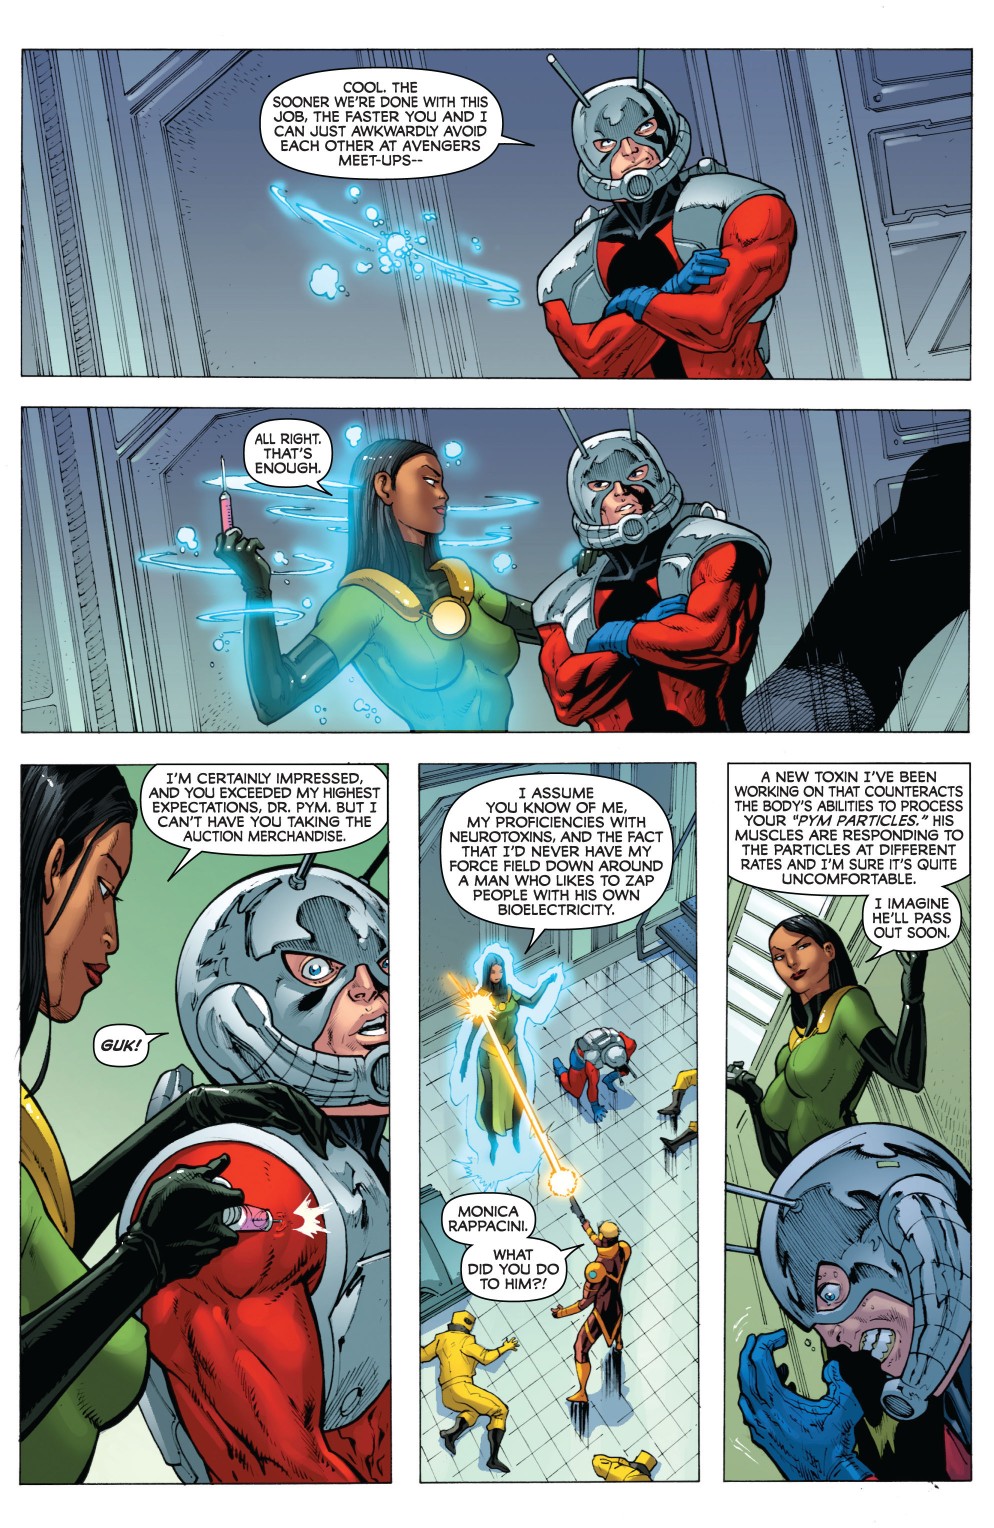 COOL. THE
SOONER WE'RE DONE WITH THIS
JOB, THE FASTER YOU AND I
CAN JUST AWKWARDLY AVOID
EACH OTHER AT AVENGERS
MEET-UPS--
ALL RIGHT.
THAT'S
ENOUGH.
I'M CERTAINLY IMPRESSED,
AND YOU EXCEEDED MY HIGHEST
EXPECTATIONS, DR. PYM. BUT I
CAN'T HAVE YOU TAKING THE
AUCTION MERCHANDISE.
GUK!
I ASSUME
YOU KNOW OF ME,
MY PROFICIENCIES WITH
NEUROTOXINS, AND THE FACT
THAT I'D NEVER HAVE MY
FORCE FIELD DOWN AROUND
A MAN WHO LIKES TO ZAP
PEOPLE WITH HIS OWN
BIOELECTRICITY.
MONICA
RAPPACINI.
WHAT
DID YOU DO
TO HIM?!
A NEW TOXIN I'VE BEEN
WORKING ON THAT COUNTERACTS
THE BODY'S ABILITIES TO PROCESS
YOUR "PYM PARTICLES." HIS
MUSCLES ARE RESPONDING TO
THE PARTICLES AT DIFFERENT
RATES AND I'M SURE IT'S QUITE
UNCOMFORTABLE.
I IMAGINE
HE'LL PASS
OUT SOON.